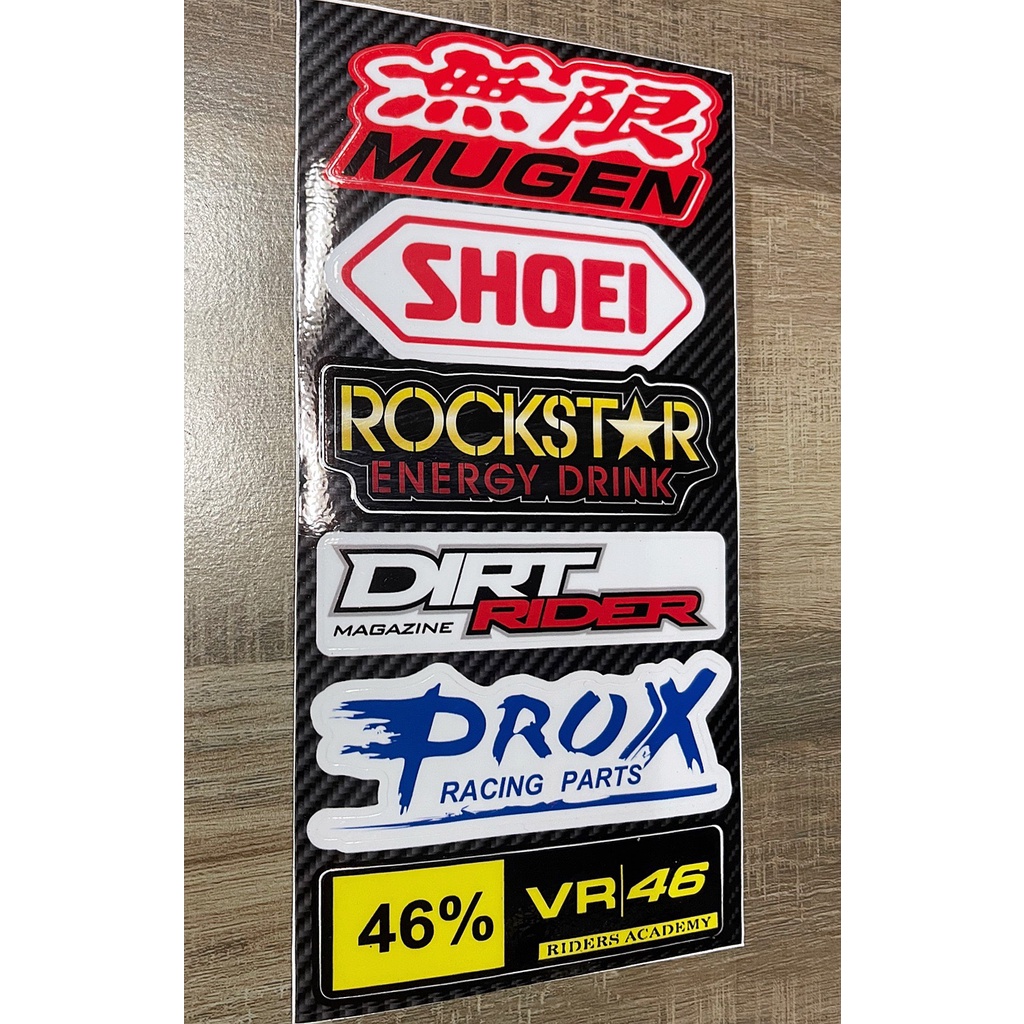 無限
MUGEN
SHOEI
ROCKSTAR
ENERGY DRINK
DIRT
MAGAZINE RIDER
PROX
RACING PARTS
46% VR|46
RIDERS ACADEMY